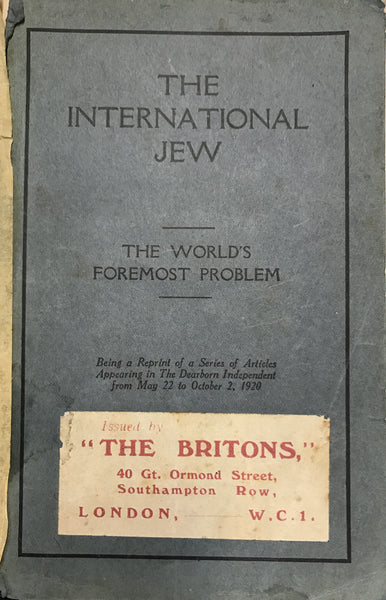 THE
INTERNATIONAL
JEW
THE WORLD'S
FOREMOST PROBLEM
Being a Reprint of a Series of Articles
Appearing in The Dearborn Independent
from May 22 to October 2, 1920
Issued by
"THE BRITONS,"
40 Gt. Ormond Street,
Southampton Row,
LONDON, W.C.1.